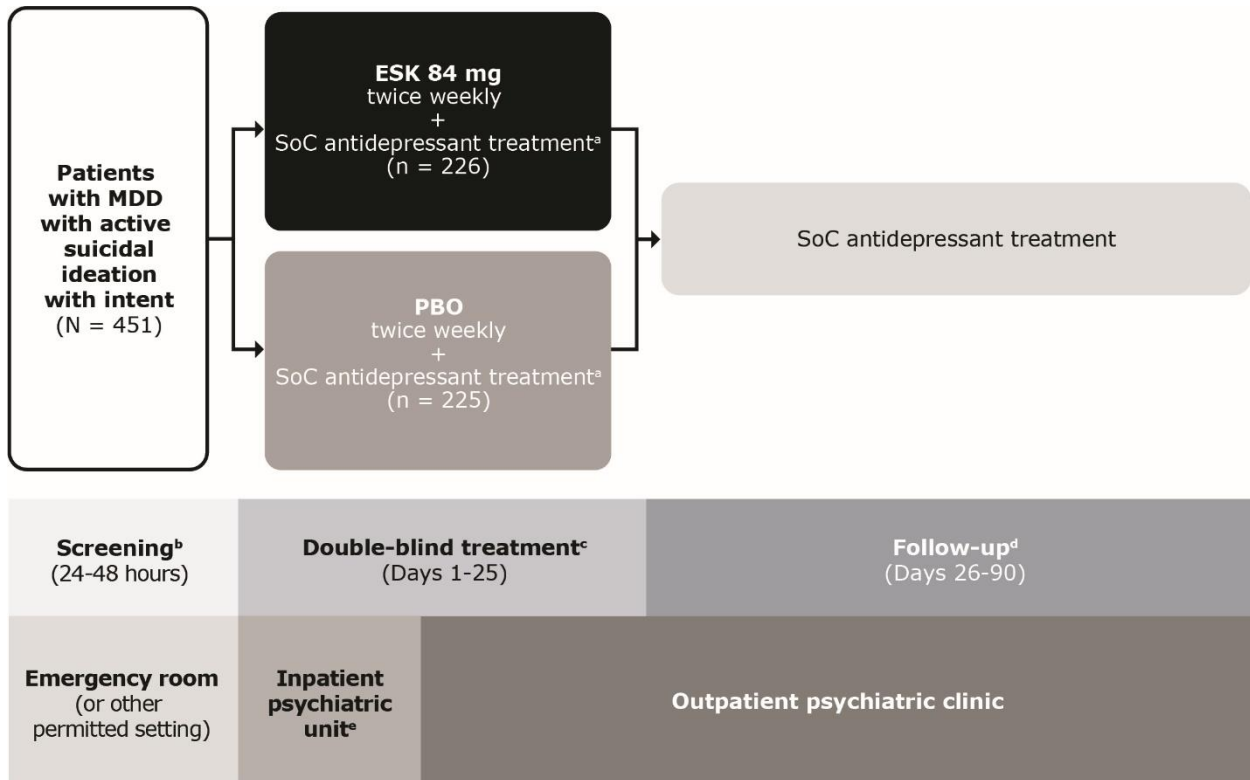 Patients
with MDD
with active
suicidal
ideation
with intent
(N = 451)
ESK 84 mg
twice weekly
+
SoC antidepressant treatmentᵃ
(n = 226)
PBO
twice weekly
+
SoC antidepressant treatmentᵃ
(n = 225)
SoC antidepressant treatment
Screeningᵇ
(24-48 hours)
Double-blind treatmentᶜ
(Days 1-25)
Follow-upᵈ
(Days 26-90)
Emergency room
(or other
permitted setting)
Inpatient
psychiatric
unitᵉ
Outpatient psychiatric clinic